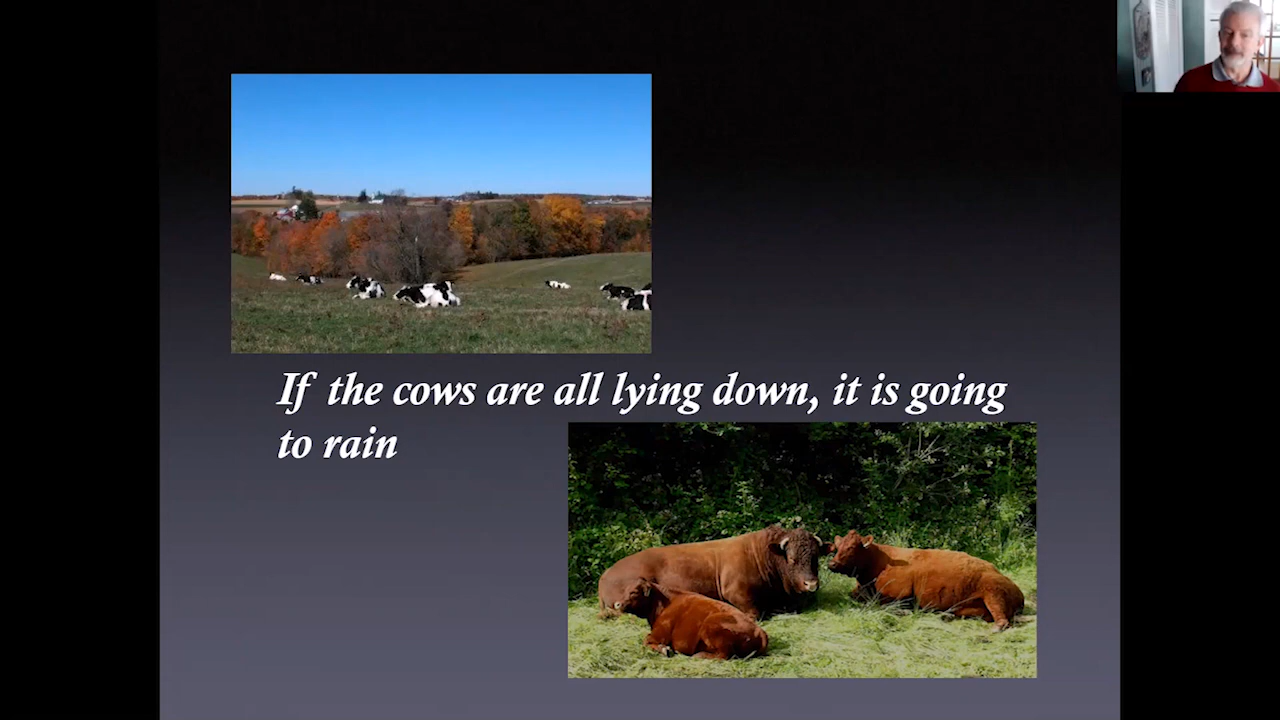 If the cows are all lying down, it is going
to rain